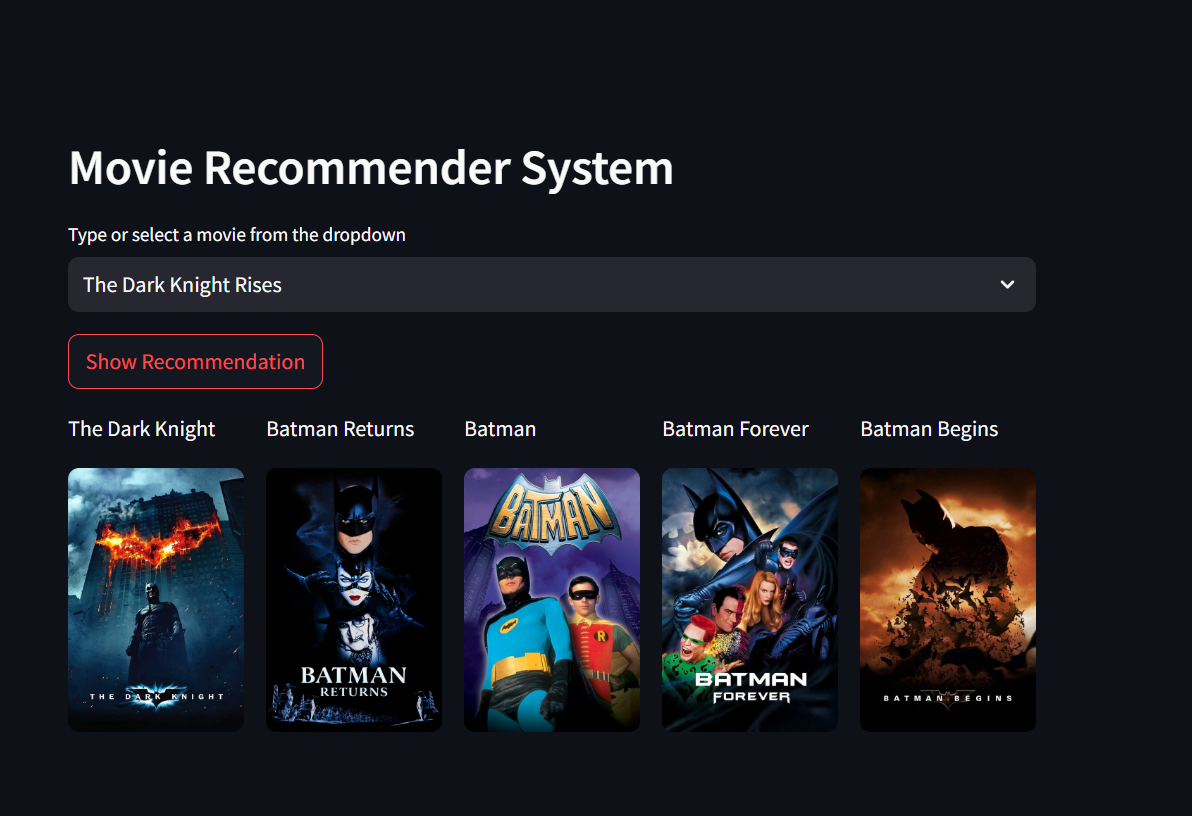 Movie Recommender System
Type or select a movie from the dropdown
The Dark Knight Rises
Show Recommendation
The Dark Knight
Batman Returns
Batman
Batman Forever
Batman Begins
THE DARK KNIGHT
BATMAN
RETURNS
BATMAN
R
BATMAN
FOREVER
BATMAN BEGINS